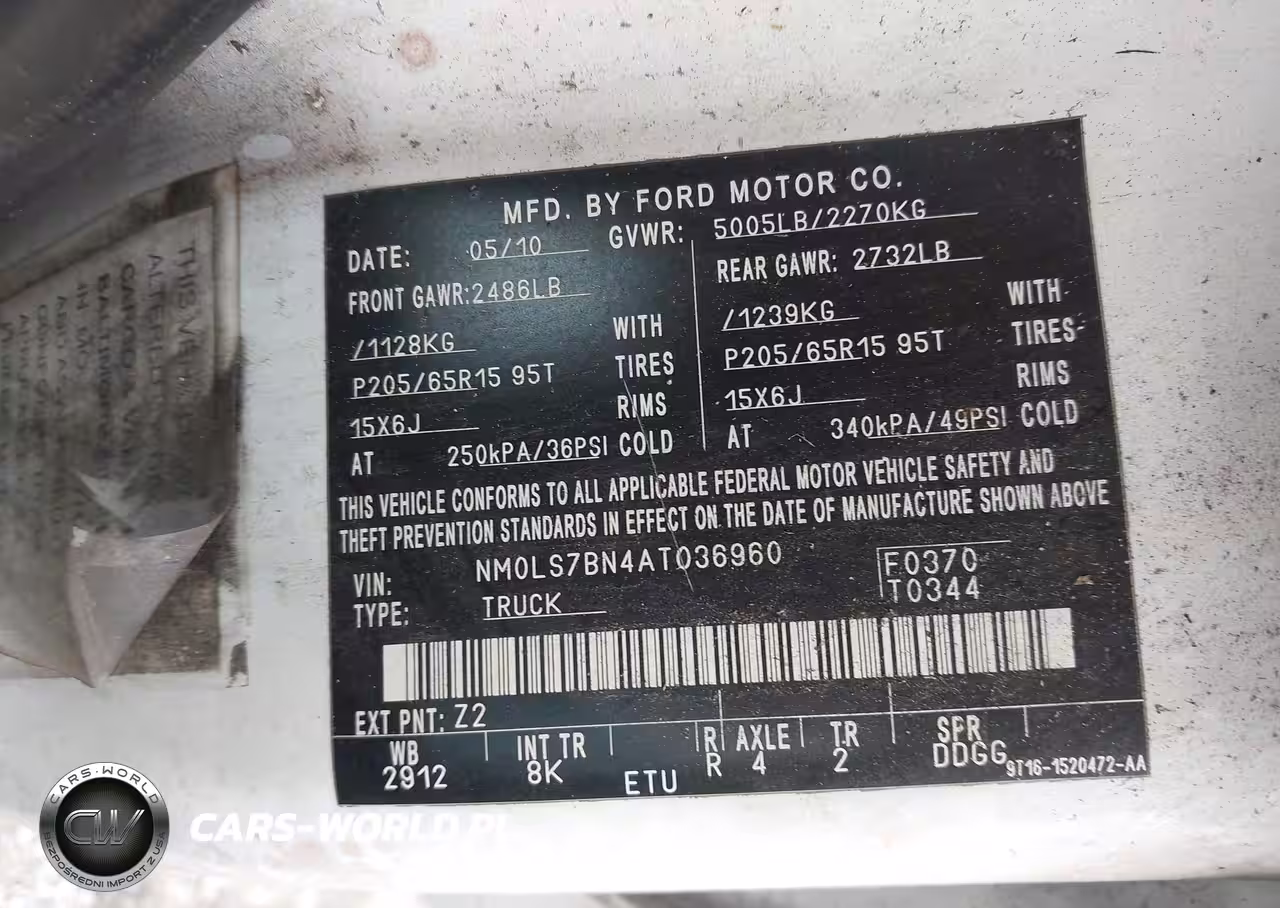 MFD. BY FORD MOTOR CO.
DATE: 05/10 GVWR: 5005LB/2270KG
FRONT GAWR: 2486LB REAR GAWR: 2732LB
/1128KG WITH /1239KG WITH
P205/65R15 95T TIRES P205/65R15 95T TIRES
15X6J RIMS 15X6J RIMS
AT 250kPA/36PSI COLD AT 340kPA/49PSI COLD
THIS VEHICLE CONFORMS TO ALL APPLICABLE FEDERAL MOTOR VEHICLE SAFETY AND
THEFT PREVENTION STANDARDS IN EFFECT ON THE DATE OF MANUFACTURE SHOWN ABOVE
VIN: NM0LS7BN4AT036960 F0370
TYPE: TRUCK T0344
EXT PNT: Z2
WB INT TR R AXLE TR SPR
2912 8K ETU R 4 2 DDGG 9T16-1520472-AA
CARS-WORLD
CW
BEZPOŚREDNI IMPORT Z USA
CARS-WORLD.PL